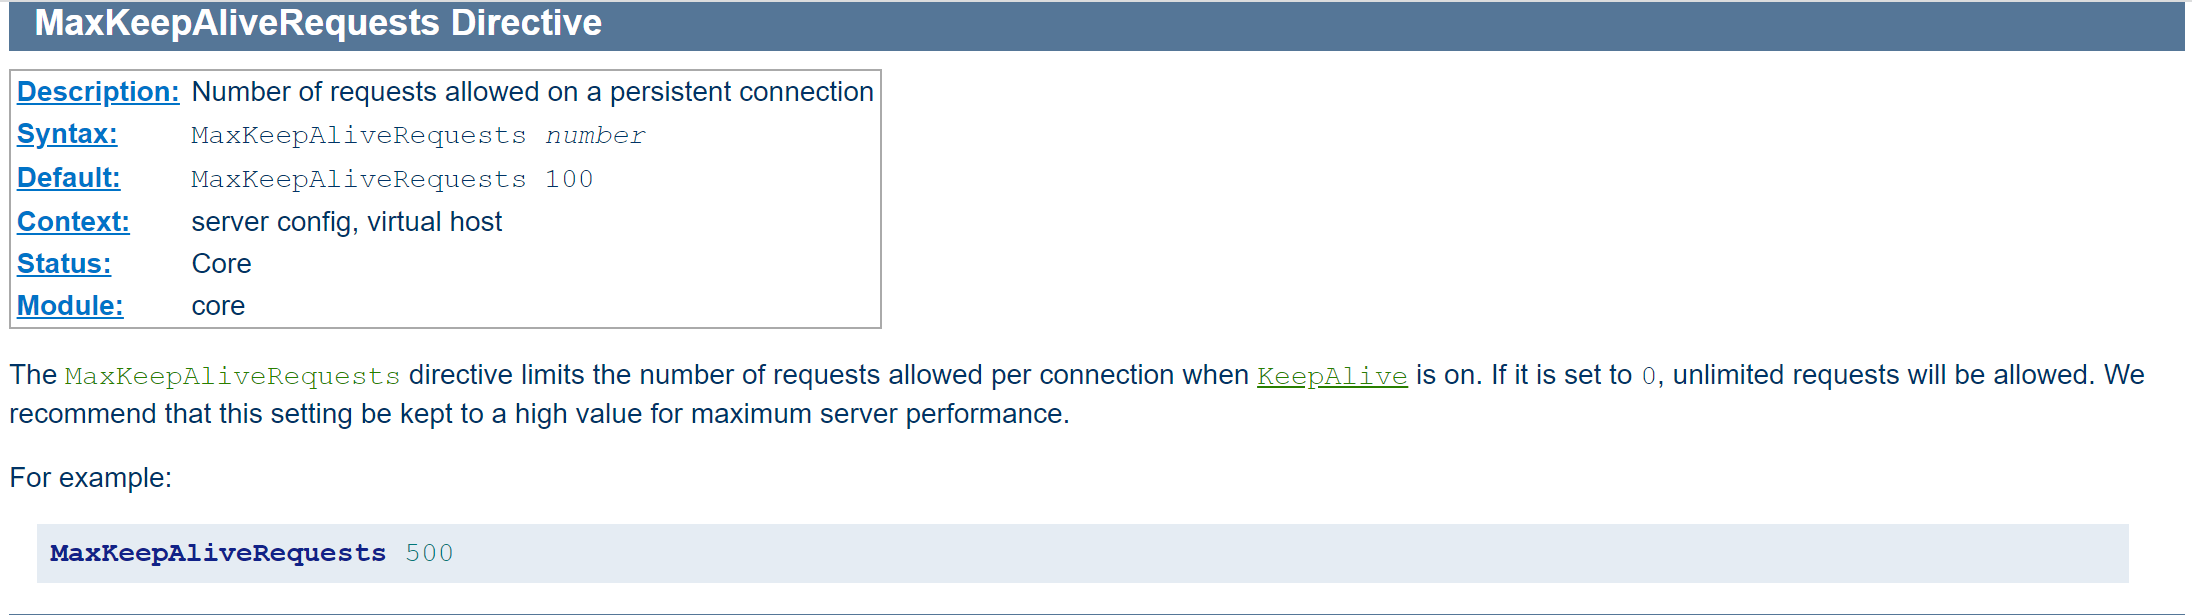 MaxKeepAliveRequests Directive
Description: Number of requests allowed on a persistent connection
Syntax: MaxKeepAliveRequests number
Default: MaxKeepAliveRequests 100
Context: server config, virtual host
Status: Core
Module: core
The MaxKeepAliveRequests directive limits the number of requests allowed per connection when KeepAlive is on. If it is set to 0, unlimited requests will be allowed. We
recommend that this setting be kept to a high value for maximum server performance.
For example:
MaxKeepAliveRequests 500